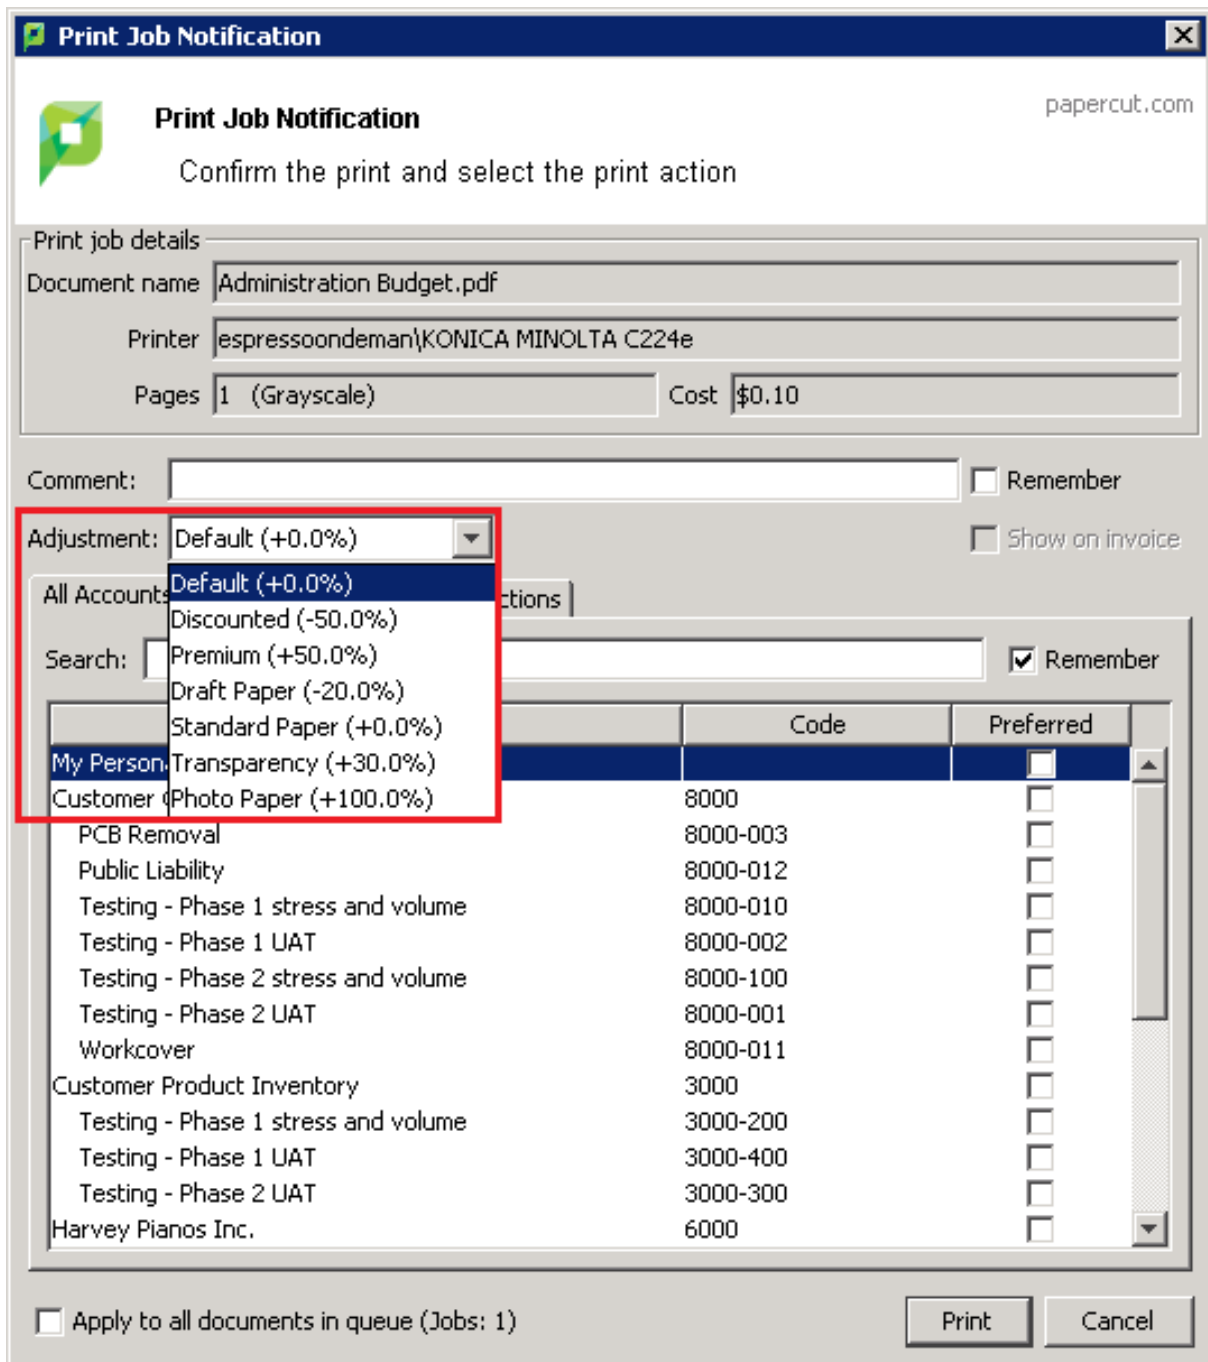 Print Job Notification
Print Job Notification
papercut.com
Confirm the print and select the print action
Print job details
Document name Administration Budget.pdf
Printer espressoondeman\KONICA MINOLTA C224e
Pages 1 (Grayscale) Cost $0.10
Comment: Remember
Adjustment: Default (+0.0%) Show on invoice
Default (+0.0%)
Discounted (-50.0%)
Premium (+50.0%)
Draft Paper (-20.0%)
Standard Paper (+0.0%)
Transparency (+30.0%)
Photo Paper (+100.0%)
All Accounts
Search: Remember
Code Preferred
My
Customer 8000
PCB Removal 8000-003
Public Liability 8000-012
Testing - Phase 1 stress and volume 8000-010
Testing - Phase 1 UAT 8000-002
Testing - Phase 2 stress and volume 8000-100
Testing - Phase 2 UAT 8000-001
Workcover 8000-011
Customer Product Inventory 3000
Testing - Phase 1 stress and volume 3000-200
Testing - Phase 1 UAT 3000-400
Testing - Phase 2 UAT 3000-300
Harvey Pianos Inc. 6000
Apply to all documents in queue (Jobs: 1) Print Cancel